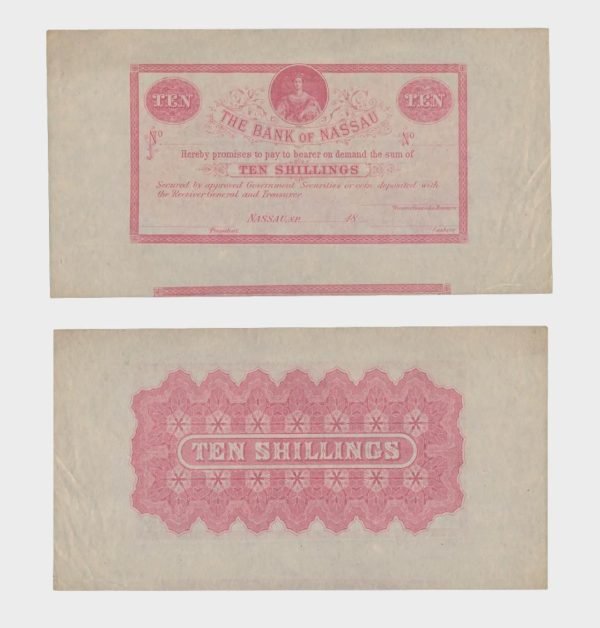 TEN TEN
THE BANK OF NASSAU
No No
Hereby promises to pay to bearer on demand the sum of
TEN SHILLINGS
Secured by approved Government Securities or coin deposited with
the Receiver General and Treasurer.
NASSAU, N.P. 18
President Cashier
TEN SHILLINGS